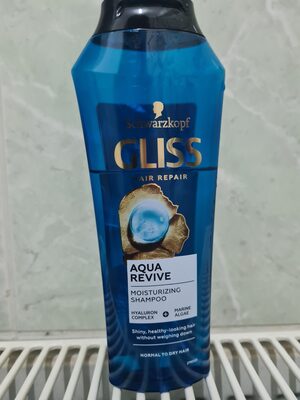 Schwarzkopf
GLISS
HAIR REPAIR
AQUA
REVIVE
MOISTURIZING
SHAMPOO
HYALURON
COMPLEX + MARINE
ALGAE
Shiny, healthy-looking hair
without weighing down
NORMAL TO DRY HAIR